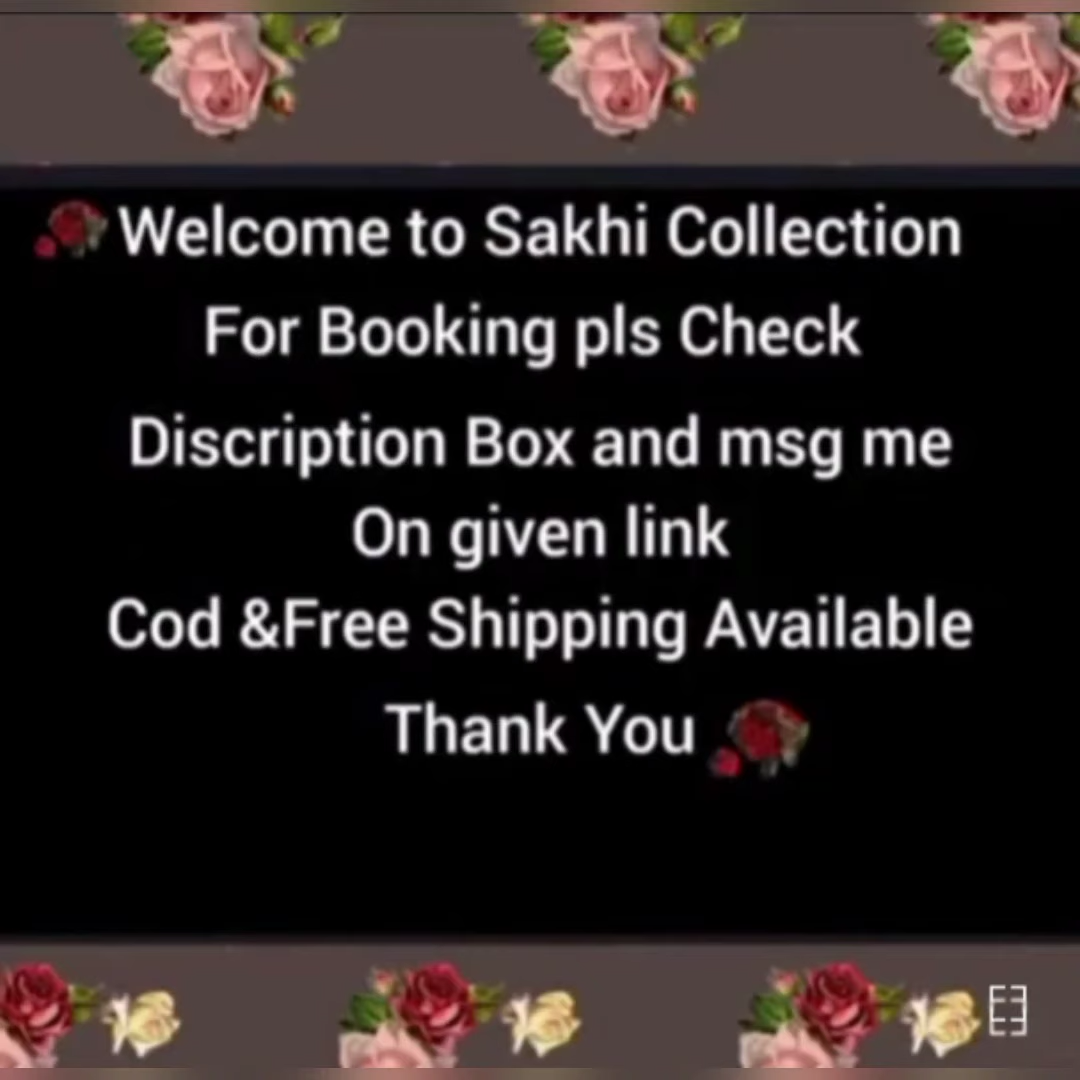 🥀Welcome to Sakhi Collection
For Booking pls Check
Discription Box and msg me
On given link
Cod &Free Shipping Available
Thank You 🥀